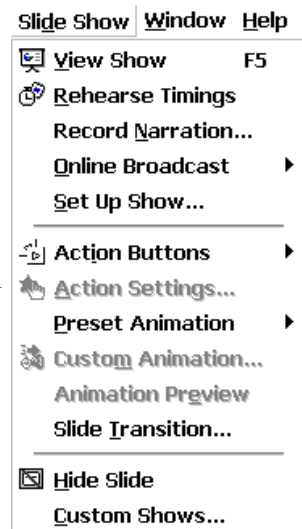 Slide Show Window Help
View Show F5
Rehearse Timings
Record Narration...
Online Broadcast
Set Up Show...
Action Buttons
Action Settings...
Preset Animation
Custom Animation...
Animation Preview
Slide Transition...
Hide Slide
Custom Shows...